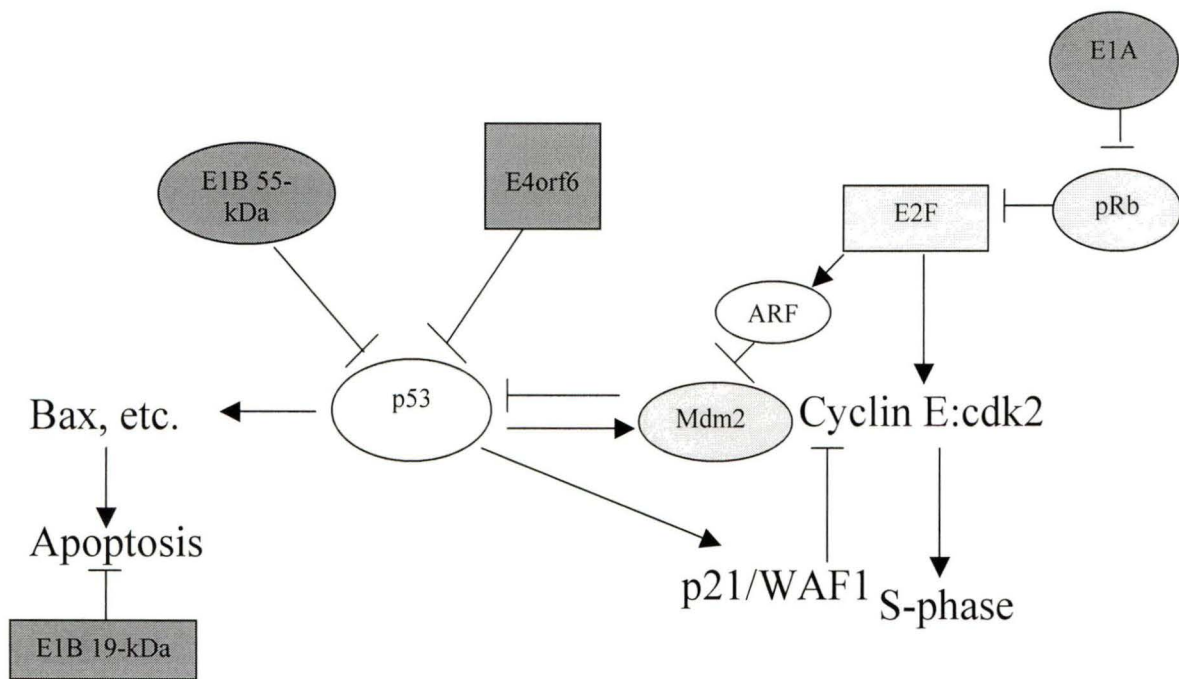 E1A
E1B 55-
kDa
E4orf6
E2F
pRb
ARF
p53
Mdm2
Bax, etc.
Cyclin E:cdk2
Apoptosis
p21/WAF1
S-phase
E1B 19-kDa